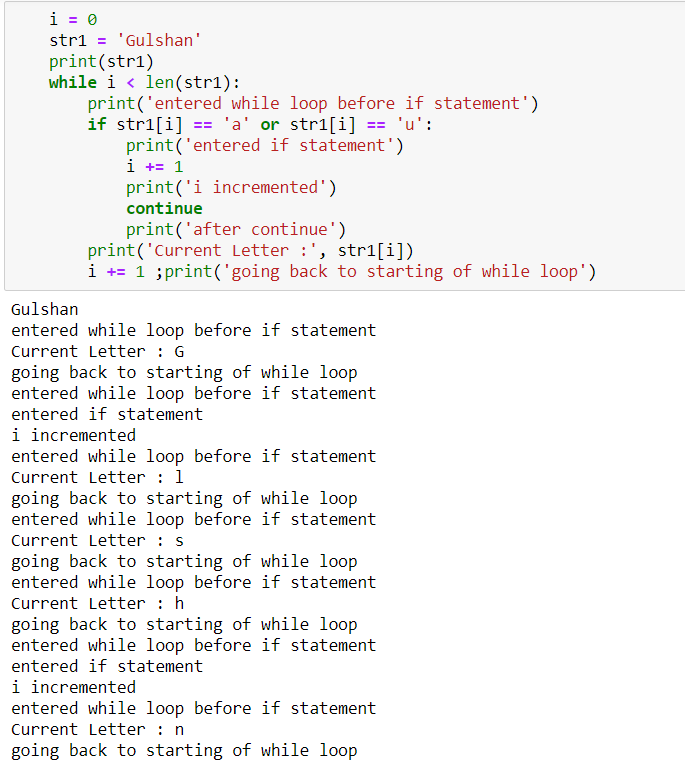 i = 0
str1 = 'Gulshan'
print(str1)
while i < len(str1):
    print('entered while loop before if statement')
    if str1[i] == 'a' or str1[i] == 'u':
        print('entered if statement')
        i += 1
        print('i incremented')
        continue
        print('after continue')
    print('Current Letter :', str1[i])
    i += 1 ;print('going back to starting of while loop')
Gulshan
entered while loop before if statement
Current Letter : G
going back to starting of while loop
entered while loop before if statement
entered if statement
i incremented
entered while loop before if statement
Current Letter : l
going back to starting of while loop
entered while loop before if statement
Current Letter : s
going back to starting of while loop
entered while loop before if statement
Current Letter : h
going back to starting of while loop
entered while loop before if statement
entered if statement
i incremented
entered while loop before if statement
Current Letter : n
going back to starting of while loop